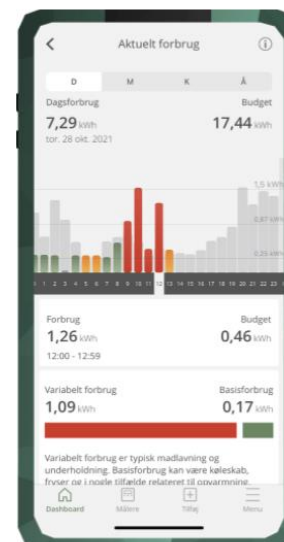 Aktuelt forbrug
D M K Å
Dagsforbrug Budget
7,29 kWh 17,44 kWh
tor. 28 okt. 2021
1,5 kWh
0,87 kWh
0,23 kWh
1 2 3 4 5 6 7 8 9 10 11 12 13 14 15 16 17 18 19 20 21 22 23
Forbrug Budget
1,26 kWh 0,46 kWh
12:00 - 12:59
Variabelt forbrug Basisforbrug
1,09 kWh 0,17 kWh
Variabelt forbrug er typisk madlavning og
underholdning. Basisforbrug kan være køleskab,
fryser og i nogle tilfælde relateret til opvarmning.
Dashboard Målere Tilføj Menu